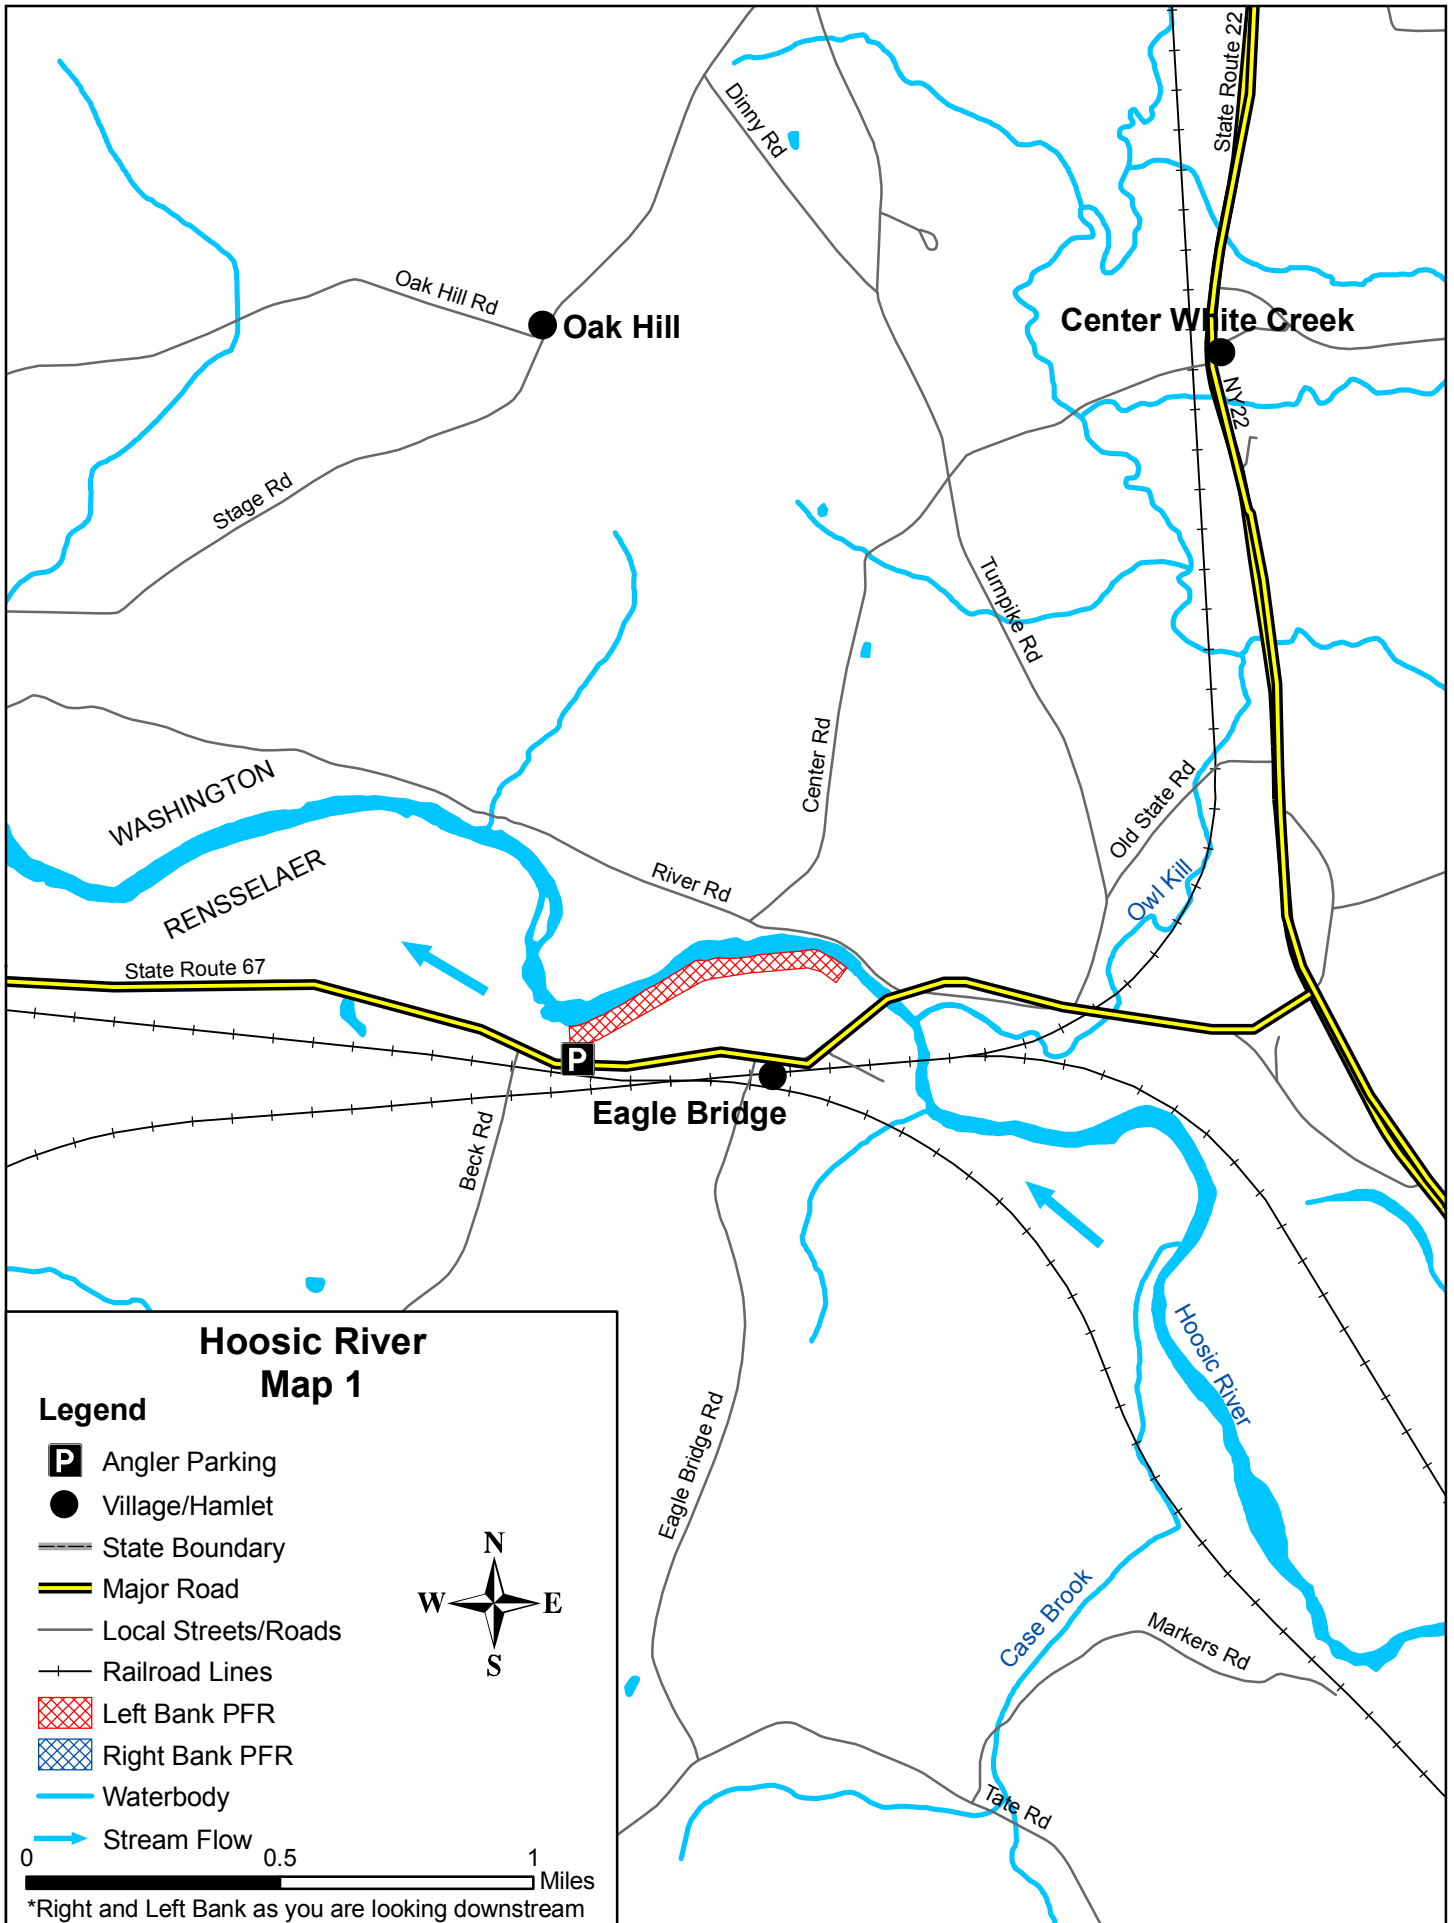 State Route 22
Dinny Rd
Oak Hill Rd
Oak Hill
Center White Creek
NY22
Stage Rd
Turnpike Rd
Center Rd
Old State Rd
WASHINGTON
RENSSELAER
River Rd
Owl Kill
State Route 67
P
Eagle Bridge
Beck Rd
Hoosic River
Eagle Bridge Rd
Case Brook
Markers Rd
Tate Rd
Hoosic River
Map 1
Legend
P Angler Parking
Village/Hamlet
State Boundary
Major Road
Local Streets/Roads
Railroad Lines
Left Bank PFR
Right Bank PFR
Waterbody
Stream Flow
N
W E
S
0 0.5 1
Miles
*Right and Left Bank as you are looking downstream